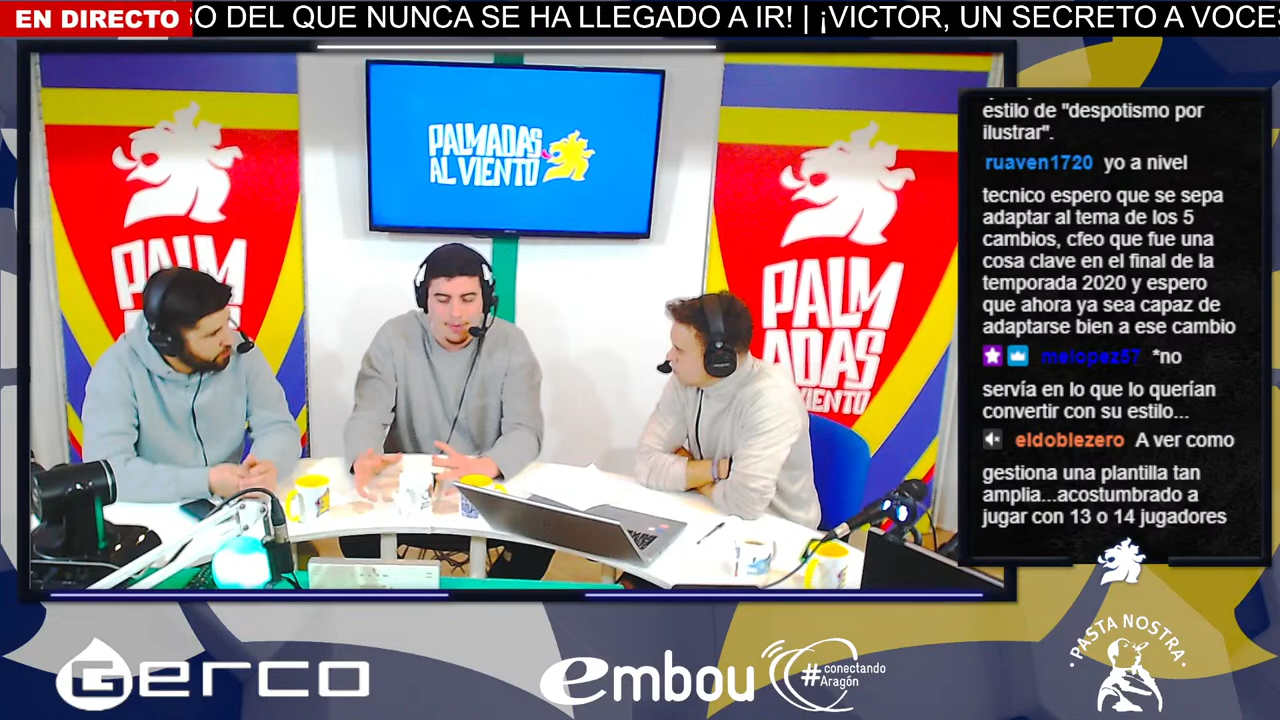 EN DIRECTO
SO DEL QUE NUNCA SE HA LLEGADO A IR! | ¡VICTOR, UN SECRETO A VOCES
PALMADAS
AL VIENTO
PALM
PALM
ADAS
AL VIENTO
estilo de "despotismo por
ilustrar".
ruaven1720 yo a nivel
tecnico espero que se sepa
adaptar al tema de los 5
cambios, cfeo que fue una
cosa clave en el final de la
temporada 2020 y espero
que ahora ya sea capaz de
adaptarse bien a ese cambio
melopez57 *no
servía en lo que lo querían
convertir con su estilo...
eldoblezero A ver como
gestiona una plantilla tan
amplia...acostumbrado a
jugar con 13 o 14 jugadores
Gerco
embou
#conectando
Aragón
·PASTA NOSTRA·